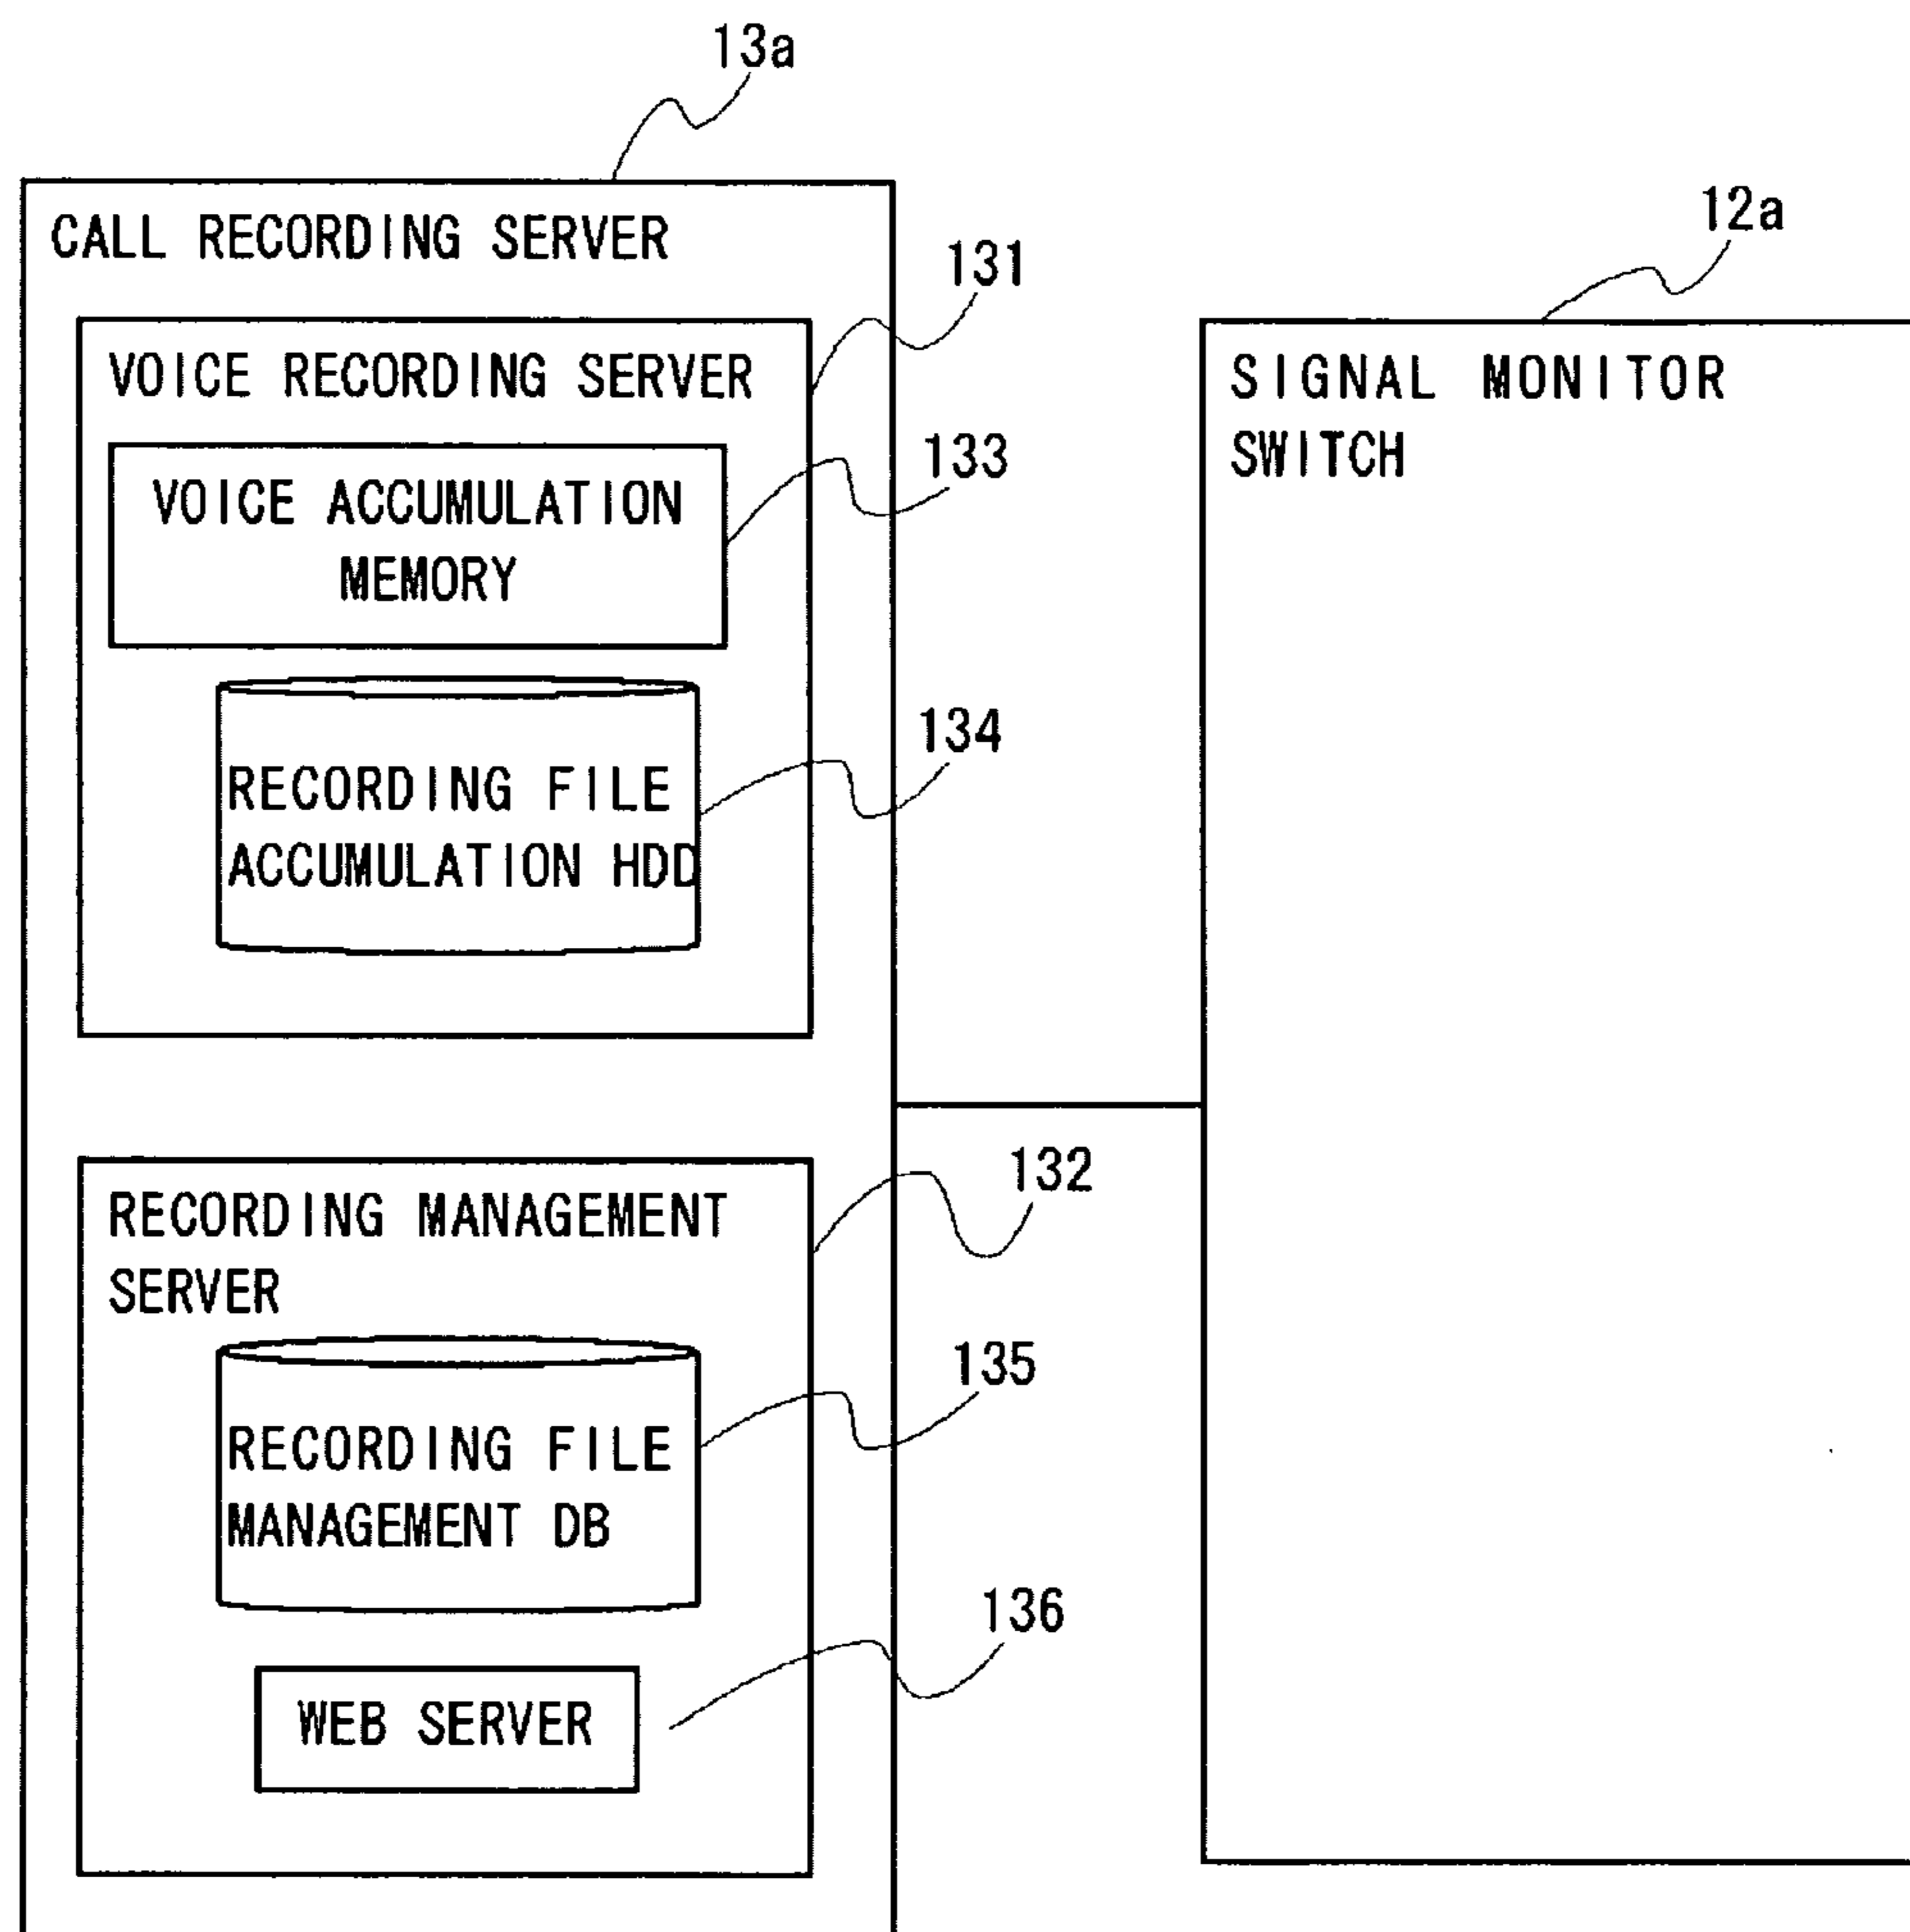 13a
CALL RECORDING SERVER
131
VOICE RECORDING SERVER
133
VOICE ACCUMULATION
MEMORY
134
RECORDING FILE
ACCUMULATION HDD
132
RECORDING MANAGEMENT
SERVER
135
RECORDING FILE
MANAGEMENT DB
136
WEB SERVER
12a
SIGNAL MONITOR
SWITCH